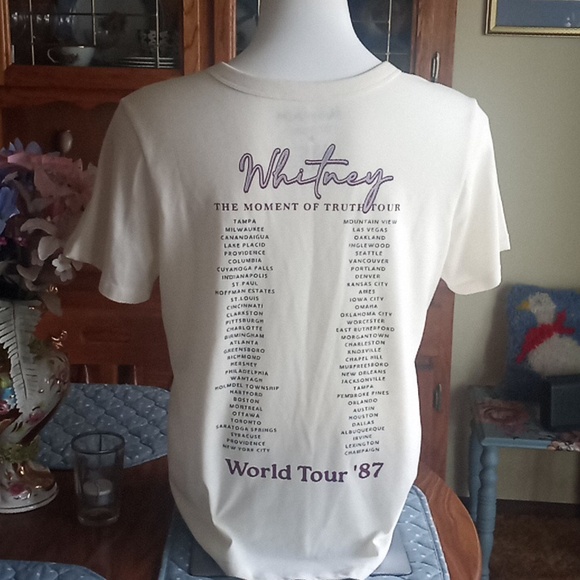 Whitney
THE MOMENT OF TRUTH TOUR
TAMPA
MILWAUREE
CANANDAIGUA
LAKE PLACID
PROVIDENCE
COLUMBIA
CUYAHOGA FALLS
INDIANAPOLIS
ST. PAUL
HOFFMAN ESTATES
ST. LOUIS
CINCINNATI
CLARKSTON
PITTSBURGH
CHARLOTTE
BIRMINGHAM
ATLANTA
GREENSBORO
RICHMOND
HERSHEY
PHILADELPHIA
WANTAGH
HOLMDEL TOWNSHIP
HARTFORD
BOSTON
MONTREAL
OTTAWA
TORONTO
SARATOGA SPRINGS
SYRACUSE
PROVIDENCE
NEW YORK CITY
MOUNTAIN VIEW
LAS VEGAS
OAKLAND
INGLEWOOD
SEATTLE
VANCOUVER
PORTLAND
DENVER
KANSAS CITY
AMES
IOWA CITY
OMAHA
OKLAHOMA CITY
WORCESTER
EAST RUTHERFORD
MORGANTOWN
CHARLESTON
KNOXVILLE
CHAPEL HILL
MURFREESBORO
NEW ORLEANS
JACKSONVILLE
TAMPA
PEMBROKE PINES
ORLANDO
AUSTIN
HOUSTON
DALLAS
ALBUQUERQUE
IRVINE
LEXINGTON
CHAMPAIGN
World Tour '87